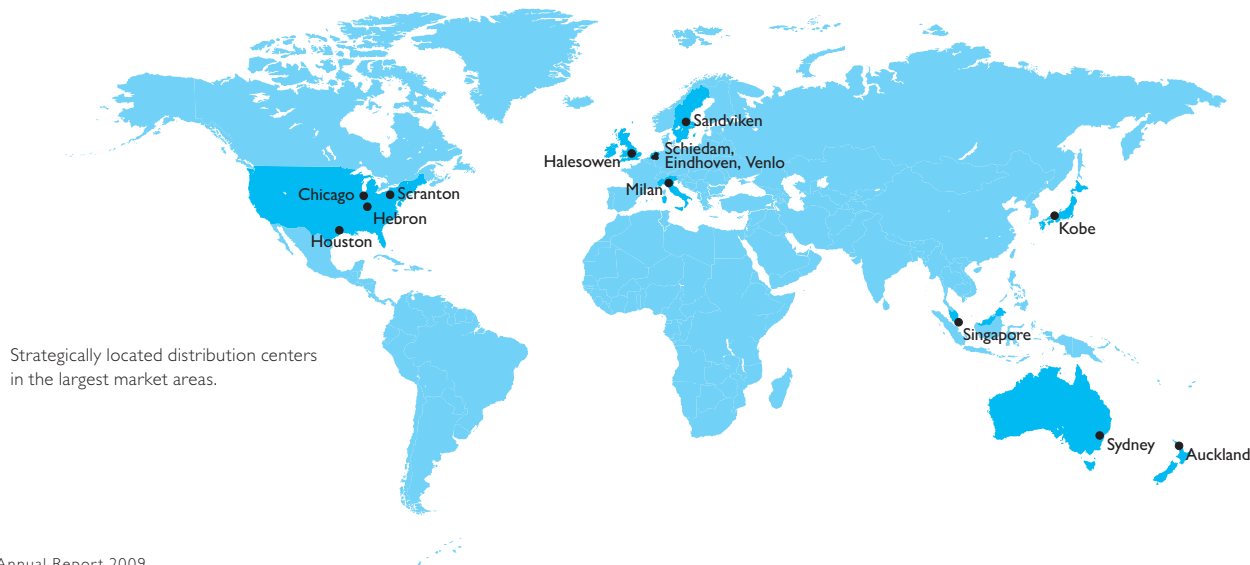 Sandviken
Schiedam,
Halesowen
Eindhoven, Venlo
Milan
Chicago
Scranton
Hebron
Kobe
Houston
Singapore
Strategically located distribution centers
in the largest market areas.
Sydney
Auckland
Annual Report 2009